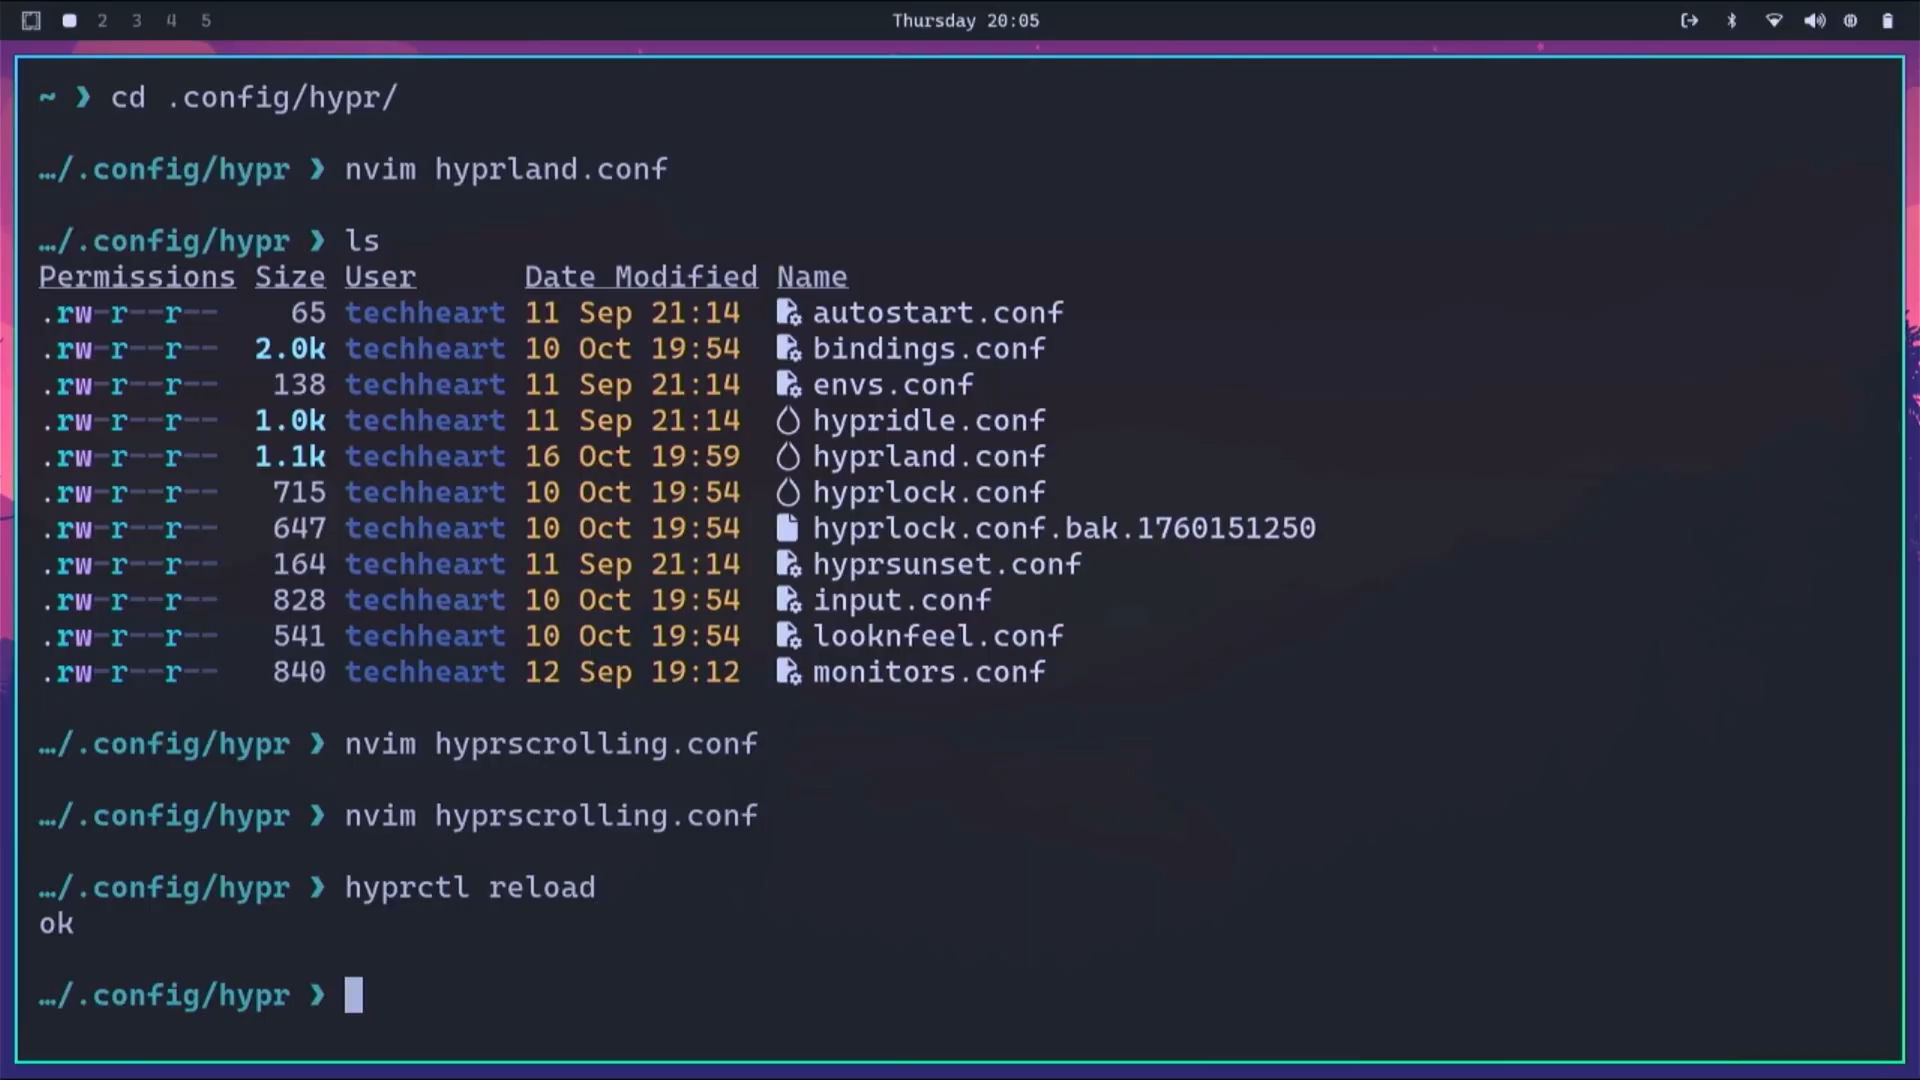 2 3 4 5 Thursday 20:05
~ ❯ cd .config/hypr/
…/.config/hypr ❯ nvim hyprland.conf
…/.config/hypr ❯ ls
Permissions Size User Date Modified Name
.rw-r--r-- 65 techheart 11 Sep 21:14 autostart.conf
.rw-r--r-- 2.0k techheart 10 Oct 19:54 bindings.conf
.rw-r--r-- 138 techheart 11 Sep 21:14 envs.conf
.rw-r--r-- 1.0k techheart 11 Sep 21:14 hypridle.conf
.rw-r--r-- 1.1k techheart 16 Oct 19:59 hyprland.conf
.rw-r--r-- 715 techheart 10 Oct 19:54 hyprlock.conf
.rw-r--r-- 647 techheart 10 Oct 19:54 hyprlock.conf.bak.1760151250
.rw-r--r-- 164 techheart 11 Sep 21:14 hyprsunset.conf
.rw-r--r-- 828 techheart 10 Oct 19:54 input.conf
.rw-r--r-- 541 techheart 10 Oct 19:54 looknfeel.conf
.rw-r--r-- 840 techheart 12 Sep 19:12 monitors.conf
…/.config/hypr ❯ nvim hyprscrolling.conf
…/.config/hypr ❯ nvim hyprscrolling.conf
…/.config/hypr ❯ hyprctl reload
ok
…/.config/hypr ❯